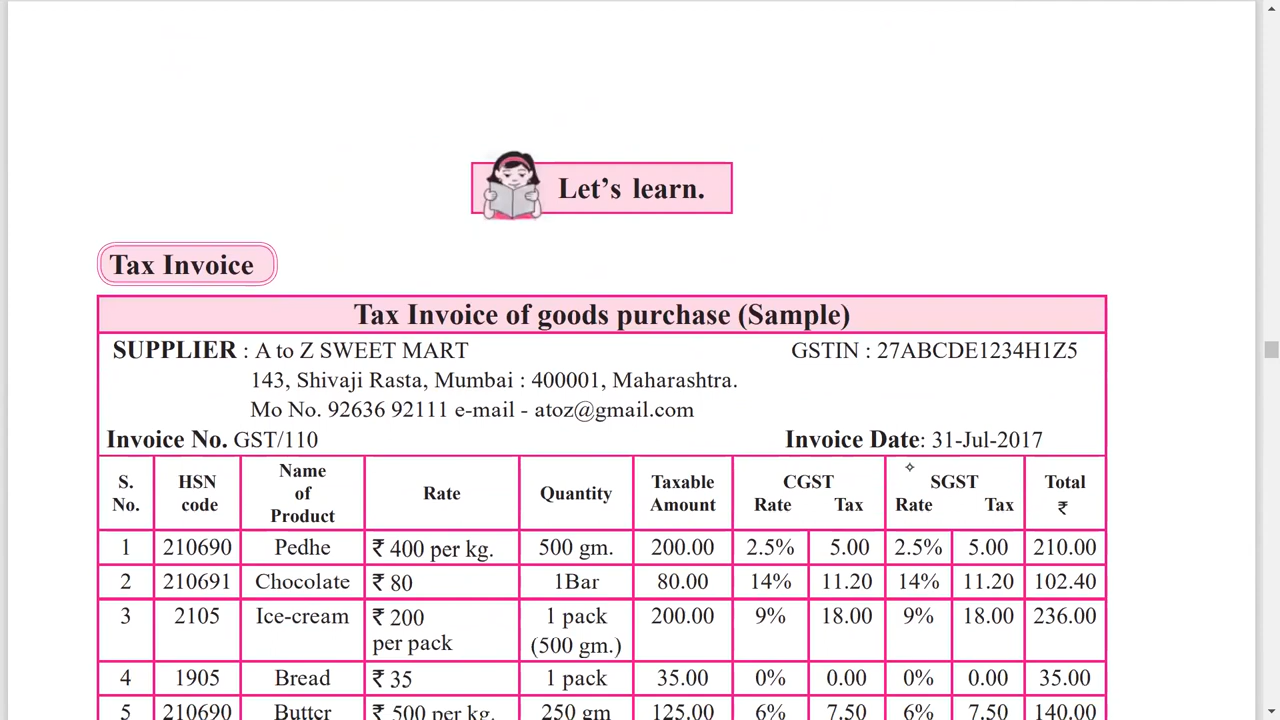 Let's learn.
Tax Invoice
Tax Invoice of goods purchase (Sample)
SUPPLIER : A to Z SWEET MART GSTIN : 27ABCDE1234H1Z5
143, Shivaji Rasta, Mumbai : 400001, Maharashtra.
Mo No. 92636 92111 e-mail - atoz@gmail.com
Invoice No. GST/110 Invoice Date: 31-Jul-2017
S. No. HSN code Name of Product Rate Quantity Taxable Amount CGST Rate Tax SGST Rate Tax Total ₹
1 210690 Pedhe ₹ 400 per kg. 500 gm. 200.00 2.5% 5.00 2.5% 5.00 210.00
2 210691 Chocolate ₹ 80 1Bar 80.00 14% 11.20 14% 11.20 102.40
3 2105 Ice-cream ₹ 200 per pack 1 pack (500 gm.) 200.00 9% 18.00 9% 18.00 236.00
4 1905 Bread ₹ 35 1 pack 35.00 0% 0.00 0% 0.00 35.00
5 210690 Butter ₹ 500 per kg. 250 gm 125.00 6% 7.50 6% 7.50 140.00